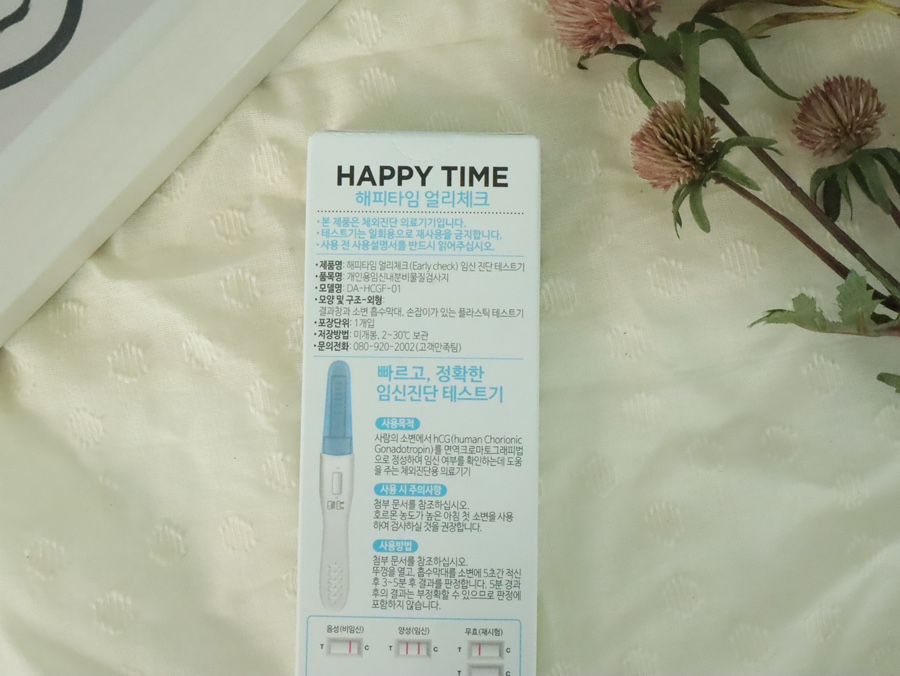 HAPPY TIME
해피타임 얼리체크
· 본 제품은 체외진단 의료기기입니다.
· 테스트기는 일회용으로 재사용을 금지합니다.
· 사용 전 사용설명서를 반드시 읽어주십시오.
· 제품명: 해피타임 얼리체크(Early check) 임신 진단 테스트기
· 품목명: 개인용임신내분비물질검사지
· 모델명: DA-HCGF-01
· 모양 및 구조-외형:
결과창과 소변 흡수막대, 손잡이가 있는 플라스틱 테스트기
· 포장단위: 1개입
· 저장방법: 미개봉, 2~30℃ 보관
· 문의전화: 080-920-2002(고객만족팀)
빠르고, 정확한
임신진단 테스트기
사용목적
사람의 소변에서 hCG(human Chorionic
Gonadotropin)를 면역크로마토그래피법
으로 정성하여 임신 여부를 확인하는데 도움
을 주는 체외진단용 의료기기
사용 시 주의사항
첨부 문서를 참조하십시오.
호르몬 농도가 높은 아침 첫 소변을 사용
하여 검사하실 것을 권장합니다.
사용방법
첨부 문서를 참조하십시오.
뚜껑을 열고, 흡수막대를 소변에 5초간 적신
후 3~5분 후 결과를 판정합니다. 5분 경과
후의 결과는 부정확할 수 있으므로 판정에
포함하지 않습니다.
음성(비임신) 양성(임신) 무효(재시험)
T C T C T C
T C